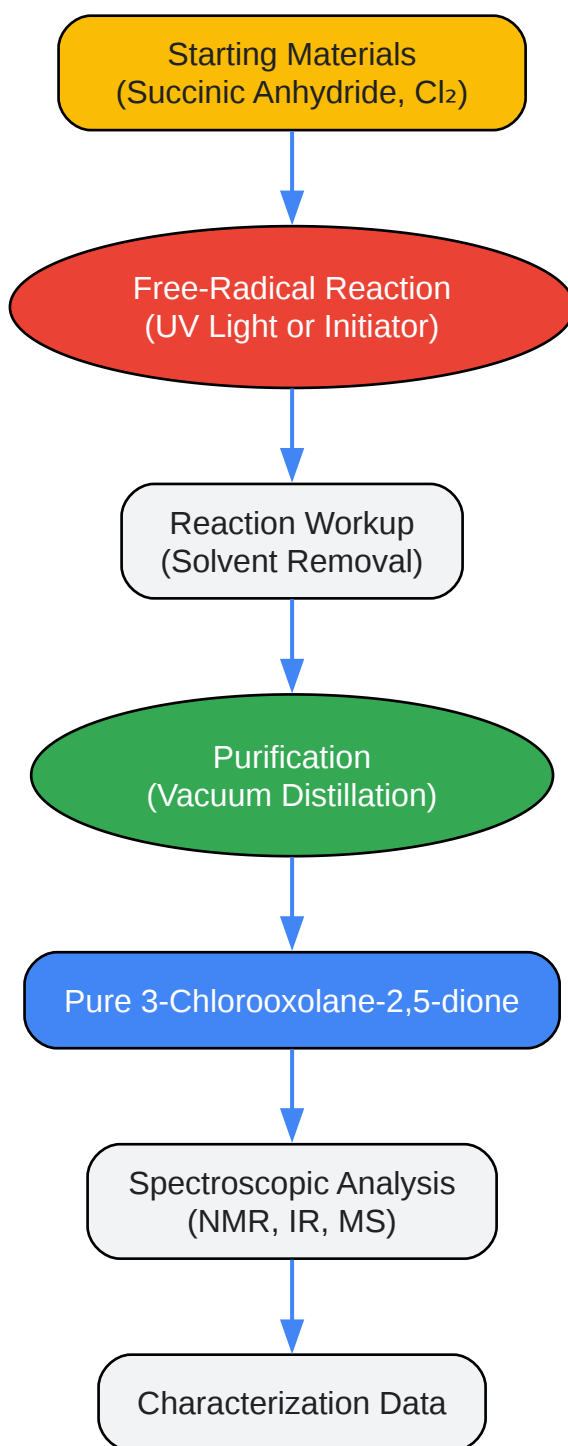 Starting Materials
(Succinic Anhydride, Cl₂)
Free-Radical Reaction
(UV Light or Initiator)
Reaction Workup
(Solvent Removal)
Purification
(Vacuum Distillation)
Pure 3-Chlorooxolane-2,5-dione
Spectroscopic Analysis
(NMR, IR, MS)
Characterization Data